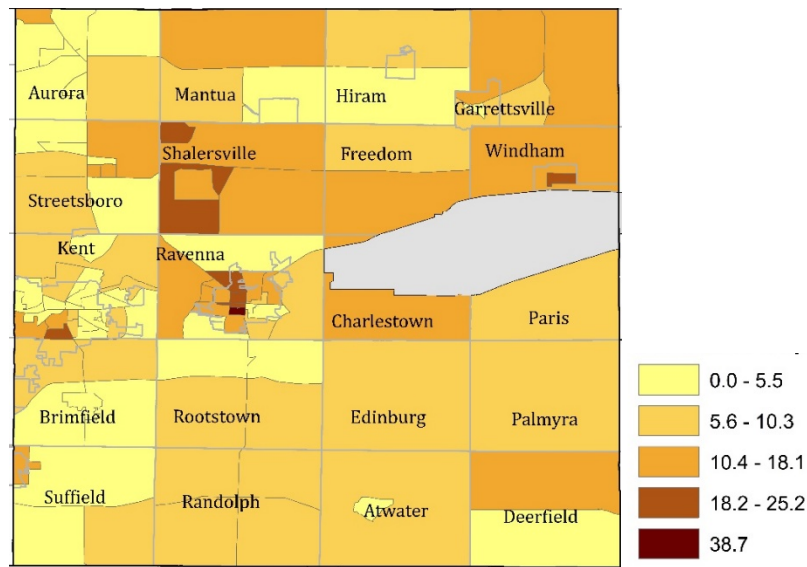 Aurora
Mantua
Hiram
Garrettsville
Shalersville
Freedom
Windham
Streetsboro
Kent
Ravenna
Charlestown
Paris
Brimfield
Rootstown
Edinburg
Palmyra
Suffield
Randolph
Atwater
Deerfield
0.0 - 5.5
5.6 - 10.3
10.4 - 18.1
18.2 - 25.2
38.7